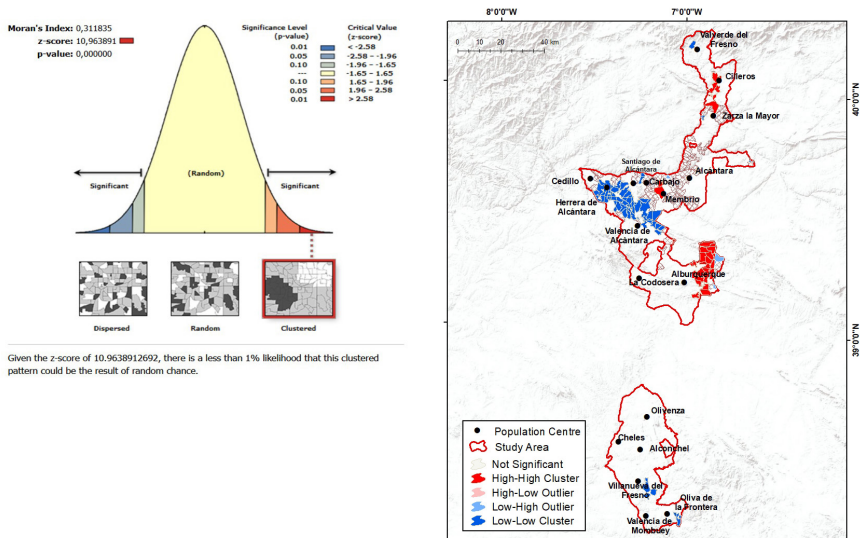 Moran's Index: 0,311835
z-score: 10,963891
p-value: 0,000000
Significance Level
(p-value)
Critical Value
(z-score)
0.01 < -2.58
0.05 -2.58 – -1.96
0.10 -1.96 – -1.65
--- -1.65 – 1.65
0.10 1.65 – 1.96
0.05 1.96 – 2.58
0.01 > 2.58
(Random)
Significant
Significant
Dispersed
Random
Clustered
Given the z-score of 10.9638912692, there is a less than 1% likelihood that this clustered
pattern could be the result of random chance.
8°0'0"W
7°0'0"W
0 10 20 40 km
40°0'0"N
39°0'0"N
Valverde del
Fresno
Cilleros
Zarza la Mayor
Santiago de
Alcántara
Alcántara
Cedillo
Carbajo
Membrío
Herrera de
Alcántara
Valencia de
Alcántara
Alburquerque
La Codosera
Olivenza
Cheles
Alconchel
Villanueva del
Fresno
Oliva de
la Frontera
Valencia de
Mombuey
Population Centre
Study Area
Not Significant
High-High Cluster
High-Low Outlier
Low-High Outlier
Low-Low Cluster